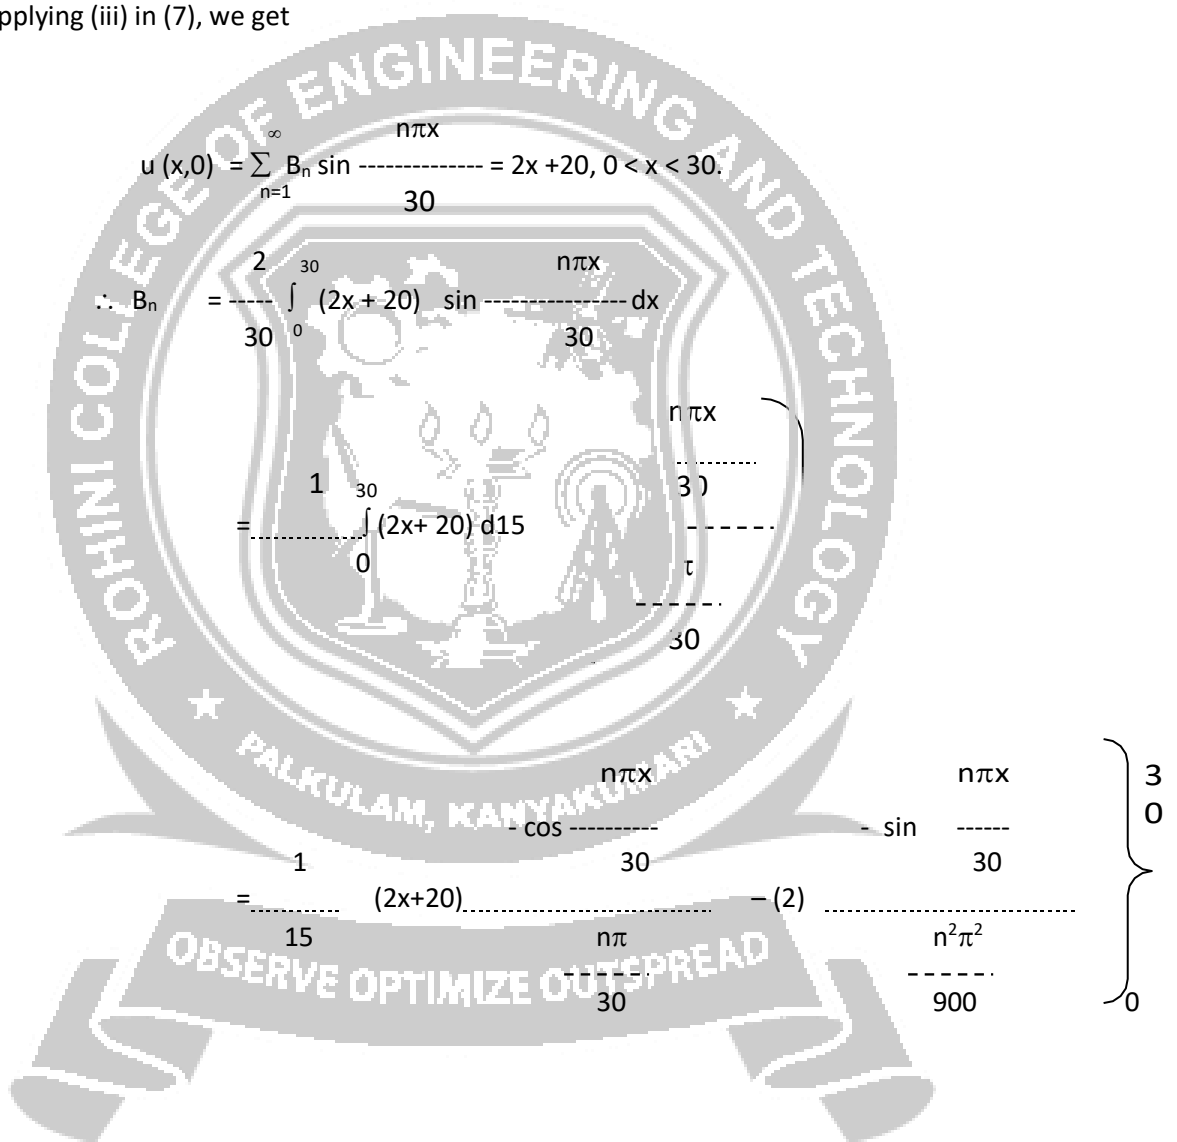 pplying (iii) in (7), we get
∞ nπx
u (x,0) = ∑ Bn sin ------------- = 2x +20, 0 < x < 30.
n=1 30
2 30 nπx
∴ Bn = ----- ∫ (2x + 20) sin --------------- dx
30 0 30
nπx
1 30 30
= ∫ (2x+ 20) d15
0 τ
30
nπx nπx 3
0
- cos ---------- - sin ------
1 30 30
= (2x+20) – (2)
15 nπ n²π²
30 900 0
ROHINI COLLEGE OF ENGINEERING AND TECHNOLOGY
PALKULAM, KANYAKUMARI
OBSERVE OPTIMIZE OUTSPREAD